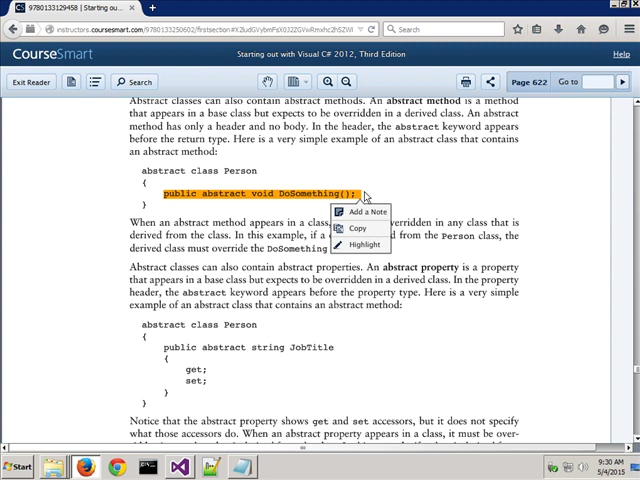 9780133129458 | Starting out...
instructors.coursesmart.com/9780133250602/firstsection#
Search
CourseSmart
Starting out with Visual C# 2012, Third Edition
Help
Exit Reader
Search
Page 622
Go to
Abstract classes can also contain abstract methods. An abstract method is a method
that appears in a base class but expects to be overridden in a derived class. An abstract
method has only a header and no body. In the header, the abstract keyword appears
before the return type. Here is a very simple example of an abstract class that contains
an abstract method:
abstract class Person
{
public abstract void DoSomething();
}
Add a Note
Copy
Highlight
When an abstract method appears in a class, overridden in any class that is
derived from the class. In this example, if a from the Person class, the
derived class must override the DoSomething
Abstract classes can also contain abstract properties. An abstract property is a property
that appears in a base class but expects to be overridden in a derived class. In the property
header, the abstract keyword appears before the property type. Here is a very simple
example of an abstract class that contains an abstract method:
abstract class Person
{
public abstract string JobTitle
{
get;
set;
}
}
Notice that the abstract property shows get and set accessors, but it does not specify
what those accessors do. When an abstract property appears in a class, it must be over-
Start
9:30 AM
5/4/2015